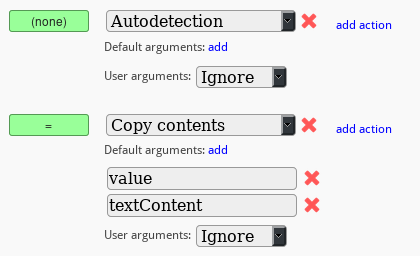 (none) Autodetection add action
Default arguments: add
User arguments: Ignore
= Copy contents add action
Default arguments: add
value
textContent
User arguments: Ignore